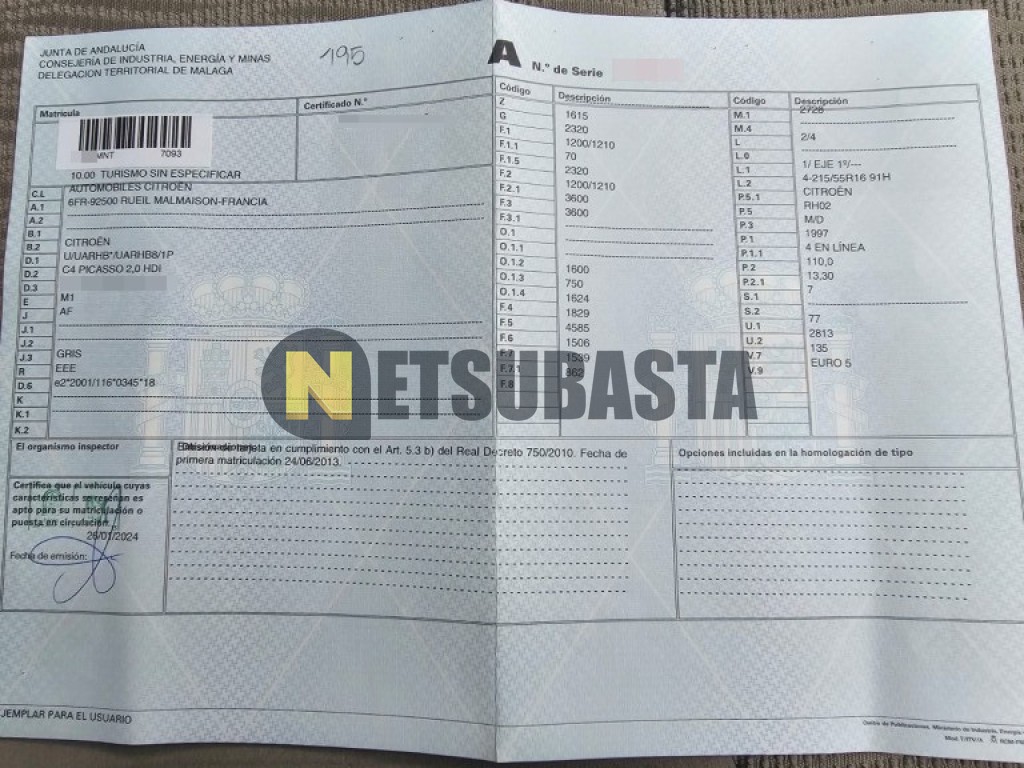 JUNTA DE ANDALUCÍA
CONSEJERÍA DE INDUSTRIA, ENERGÍA Y MINAS
DELEGACION TERRITORIAL DE MALAGA
195
A N.º de Serie
Matrícula
Certificado N.º
MNT 7093
10.00 TURISMO SIN ESPECIFICAR
C.L AUTOMOBILES CITROËN
A.1 6FR-92500 RUEIL MALMAISON-FRANCIA
A.2
B.1
B.2 CITROËN
D.1 U/UARHB*/UARHB8/1P
D.2 C4 PICASSO 2,0 HDI
D.3
E M1
J AF
J.1
J.2
J.3 GRIS
R EEE
D.6 e2*2001/116*0345*18
K
K.1
K.2
Código Descripción
Z
G 1615
F.1 2320
F.1.1 1200/1210
F.1.5 70
F.2 2320
F.2.1 1200/1210
F.3 3600
F.3.1 3600
O.1
O.1.1
O.1.2
O.1.3 1600
O.1.4 750
F.4 1624
F.5 1829
F.6 4585
F.7 1506
F.7.1 1539
F.8 862
Código Descripción
M.1 2728
M.4
L 2/4
L.0
L.1 1/ EJE 1º/---
L.2 4-215/55R16 91H
P.5.1 CITROËN
P.5 RH02
P.3 M/D
P.1 1997
P.1.1 4 EN LÍNEA
P.2 110,0
P.2.1 13,30
S.1 7
S.2
U.1 77
U.2 2813
V.7 135
V.9 EURO 5
NETSUBASTA
El organismo inspector
Certifica que el vehículo cuyas
características se reseñan es
apto para su matriculación o
puesta en circulación.
26/01/2024
Fecha de emisión:
Emisión de tarjeta en cumplimiento con el Art. 5.3 b) del Real Decreto 750/2010. Fecha de
primera matriculación 24/06/2013.
Opciones incluidas en la homologación de tipo
JEMPLAR PARA EL USUARIO
Centro de Publicaciones. Ministerio de Industria, Energía